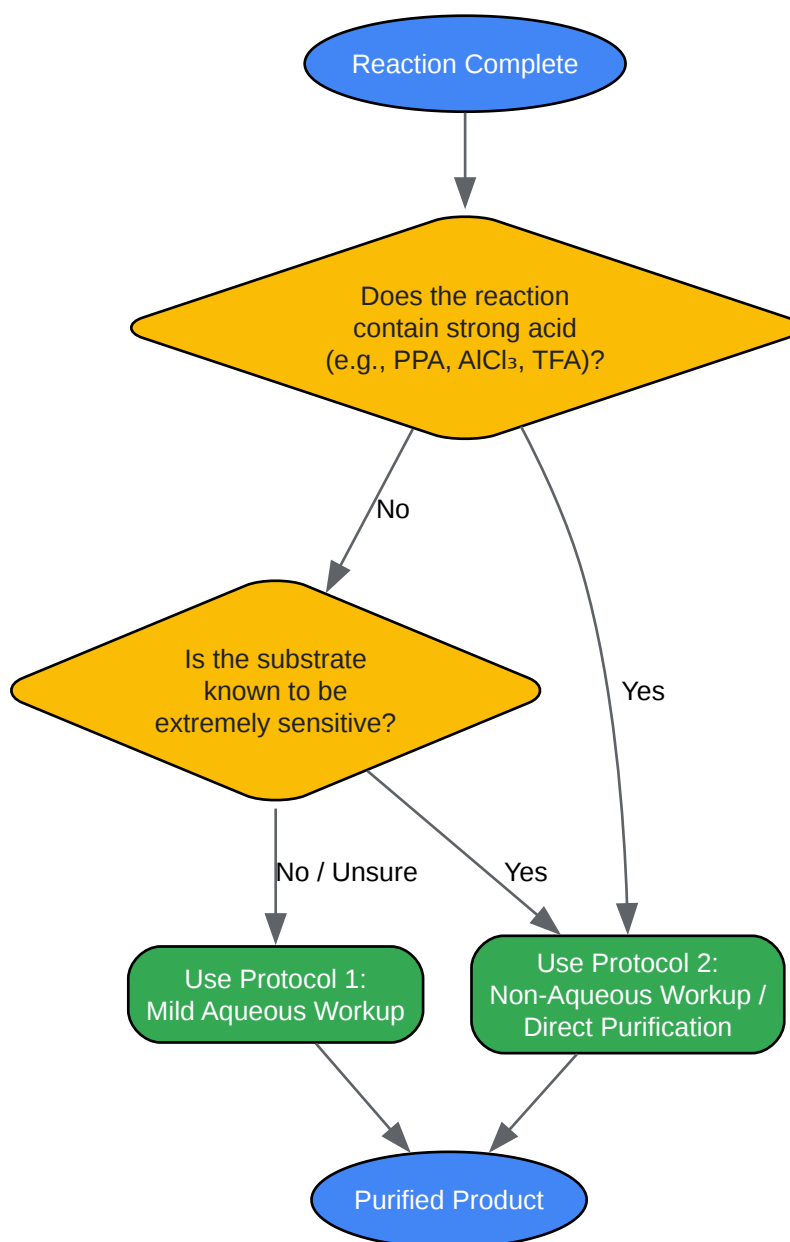 Reaction Complete
Does the reaction
contain strong acid
(e.g., PPA, AlCl₃, TFA)?
No
Is the substrate
known to be
extremely sensitive?
Yes
No / Unsure
Yes
Use Protocol 1:
Mild Aqueous Workup
Use Protocol 2:
Non-Aqueous Workup /
Direct Purification
Purified Product